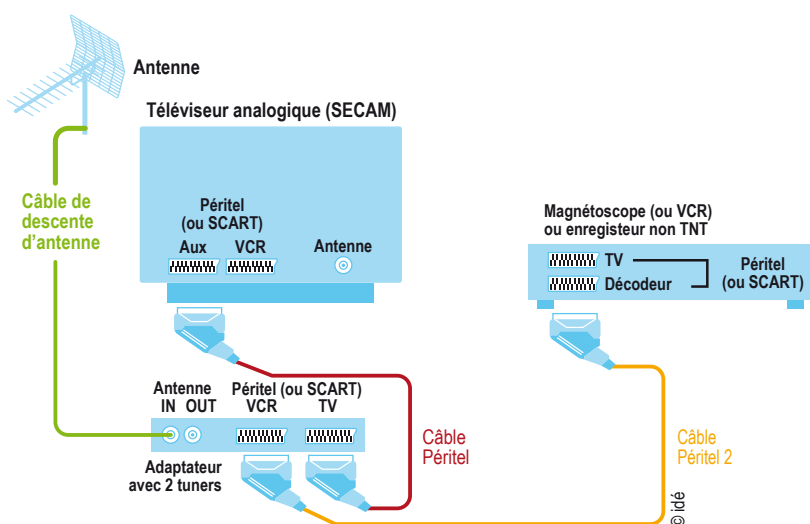 Antenne
Téléviseur analogique (SECAM)
Câble de
descente
d'antenne
Péritel
(ou SCART)
Aux VCR
Antenne
Magnétoscope (ou VCR)
ou enregisteur non TNT
TV
Décodeur
Péritel
(ou SCART)
Antenne
IN OUT
Péritel (ou SCART)
VCR TV
Adaptateur
avec 2 tuners
Câble
Péritel
Câble
Péritel 2
© idé